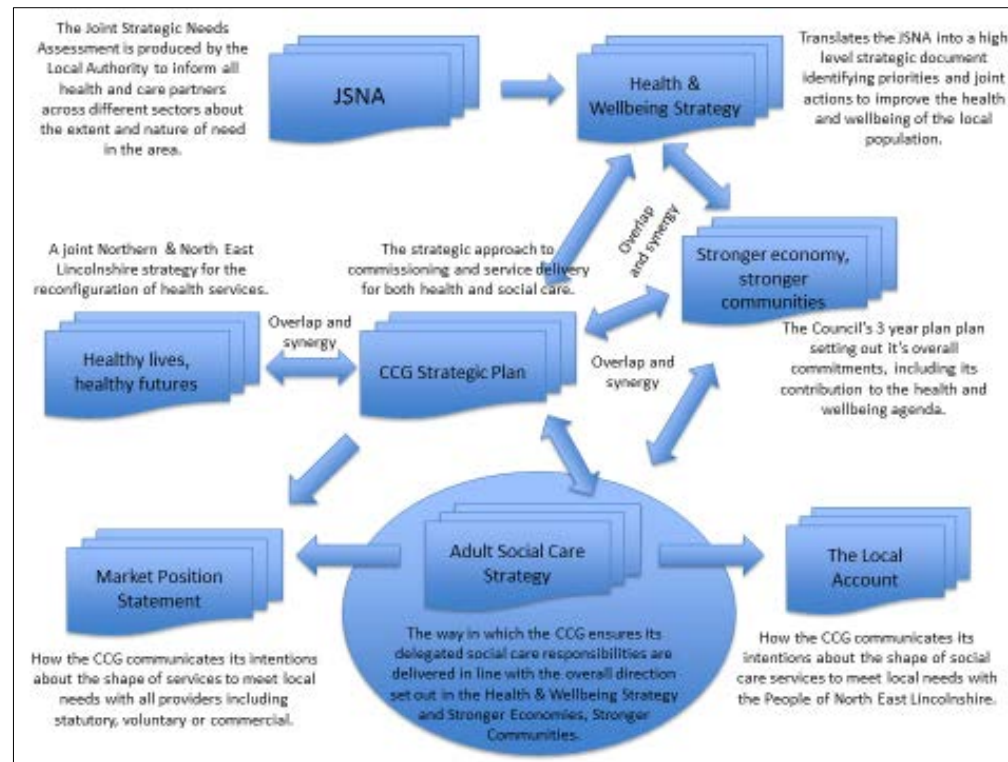 The Joint Strategic Needs
Assessment is produced by the
Local Authority to inform all
health and care partners
across different sectors about
the extent and nature of need
in the area.
JSNA
Health &
Wellbeing Strategy
Translates the JSNA into a high
level strategic document
identifying priorities and joint
actions to improve the health
and wellbeing of the local
population.
Overlap
and synergy
A joint Northern & North East
Lincolnshire strategy for the
reconfiguration of health services.
The strategic approach to
commissioning and service delivery
for both health and social care.
Stronger economy,
stronger
communities
Healthy lives,
healthy futures
Overlap and
synergy
CCG Strategic Plan
Overlap and
synergy
The Council's 3 year plan plan
setting out it's overall
commitments, including its
contribution to the health and
wellbeing agenda.
Market Position
Statement
Adult Social Care
Strategy
The Local
Account
How the CCG communicates its intentions
about the shape of services to meet local
needs with all providers including
statutory, voluntary or commercial.
The way in which the CCG ensures its
delegated social care responsibilities are
delivered in line with the overall direction
set out in the Health & Wellbeing Strategy
and Stronger Economies, Stronger
Communities.
How the CCG communicates its
intentions about the shape of social
care services to meet local needs with
the People of North East Lincolnshire.